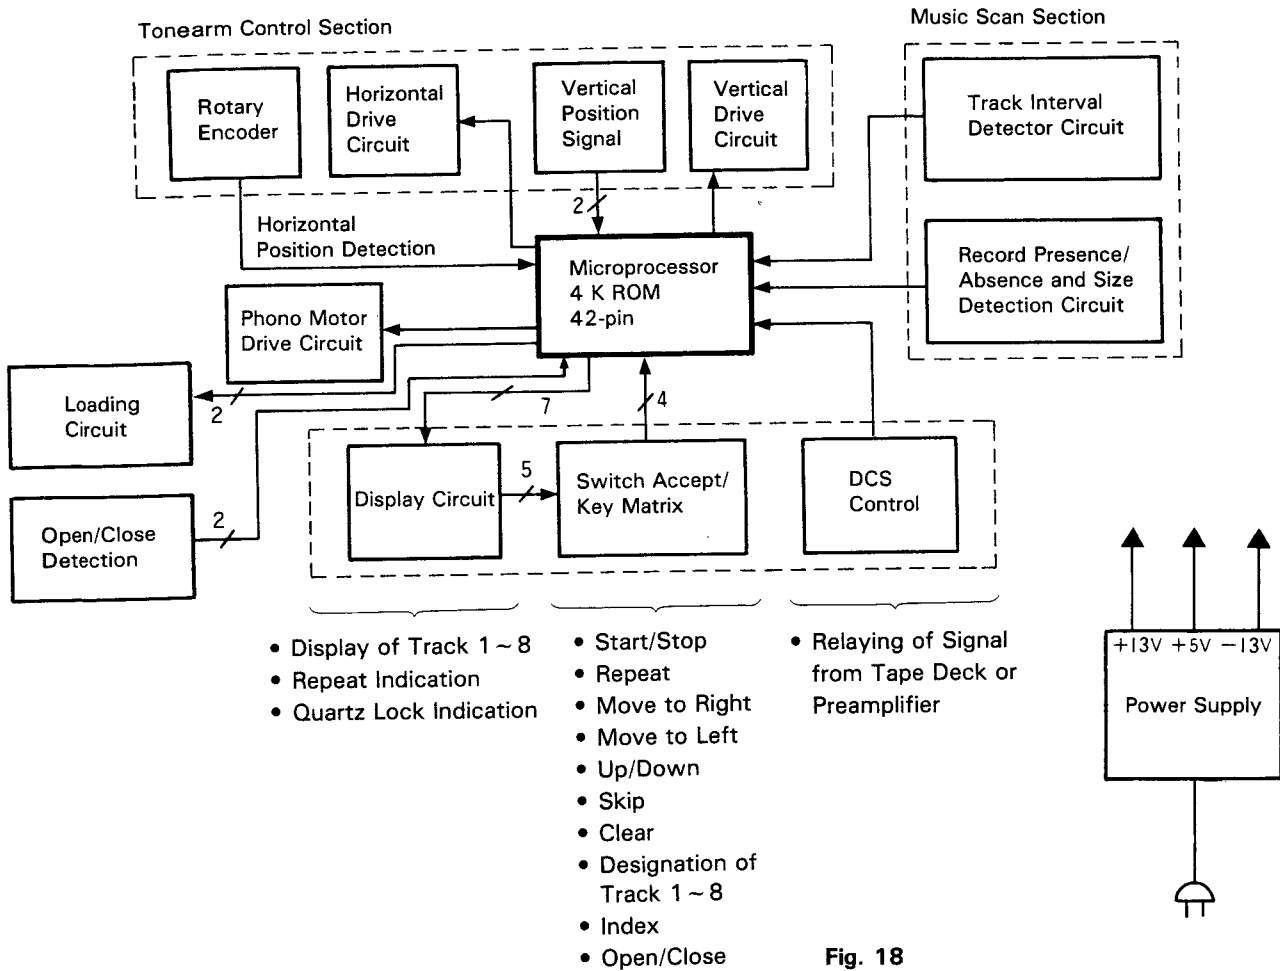 Tonearm Control Section
Music Scan Section
Rotary
Encoder
Horizontal
Drive
Circuit
Vertical
Position
Signal
Vertical
Drive
Circuit
Track Interval
Detector Circuit
2
Horizontal
Position Detection
Microprocessor
4 K ROM
42-pin
Record Presence/
Absence and Size
Detection Circuit
Phono Motor
Drive Circuit
Loading
Circuit
2
7
4
Open/Close
Detection
2
Display Circuit
5
Switch Accept/
Key Matrix
DCS
Control
• Display of Track 1 ~ 8
• Repeat Indication
• Quartz Lock Indication
• Start/Stop
• Repeat
• Move to Right
• Move to Left
• Up/Down
• Skip
• Clear
• Designation of
Track 1 ~ 8
• Index
• Open/Close
• Relaying of Signal
from Tape Deck or
Preamplifier
+13V +5V −13V
Power Supply
Fig. 18